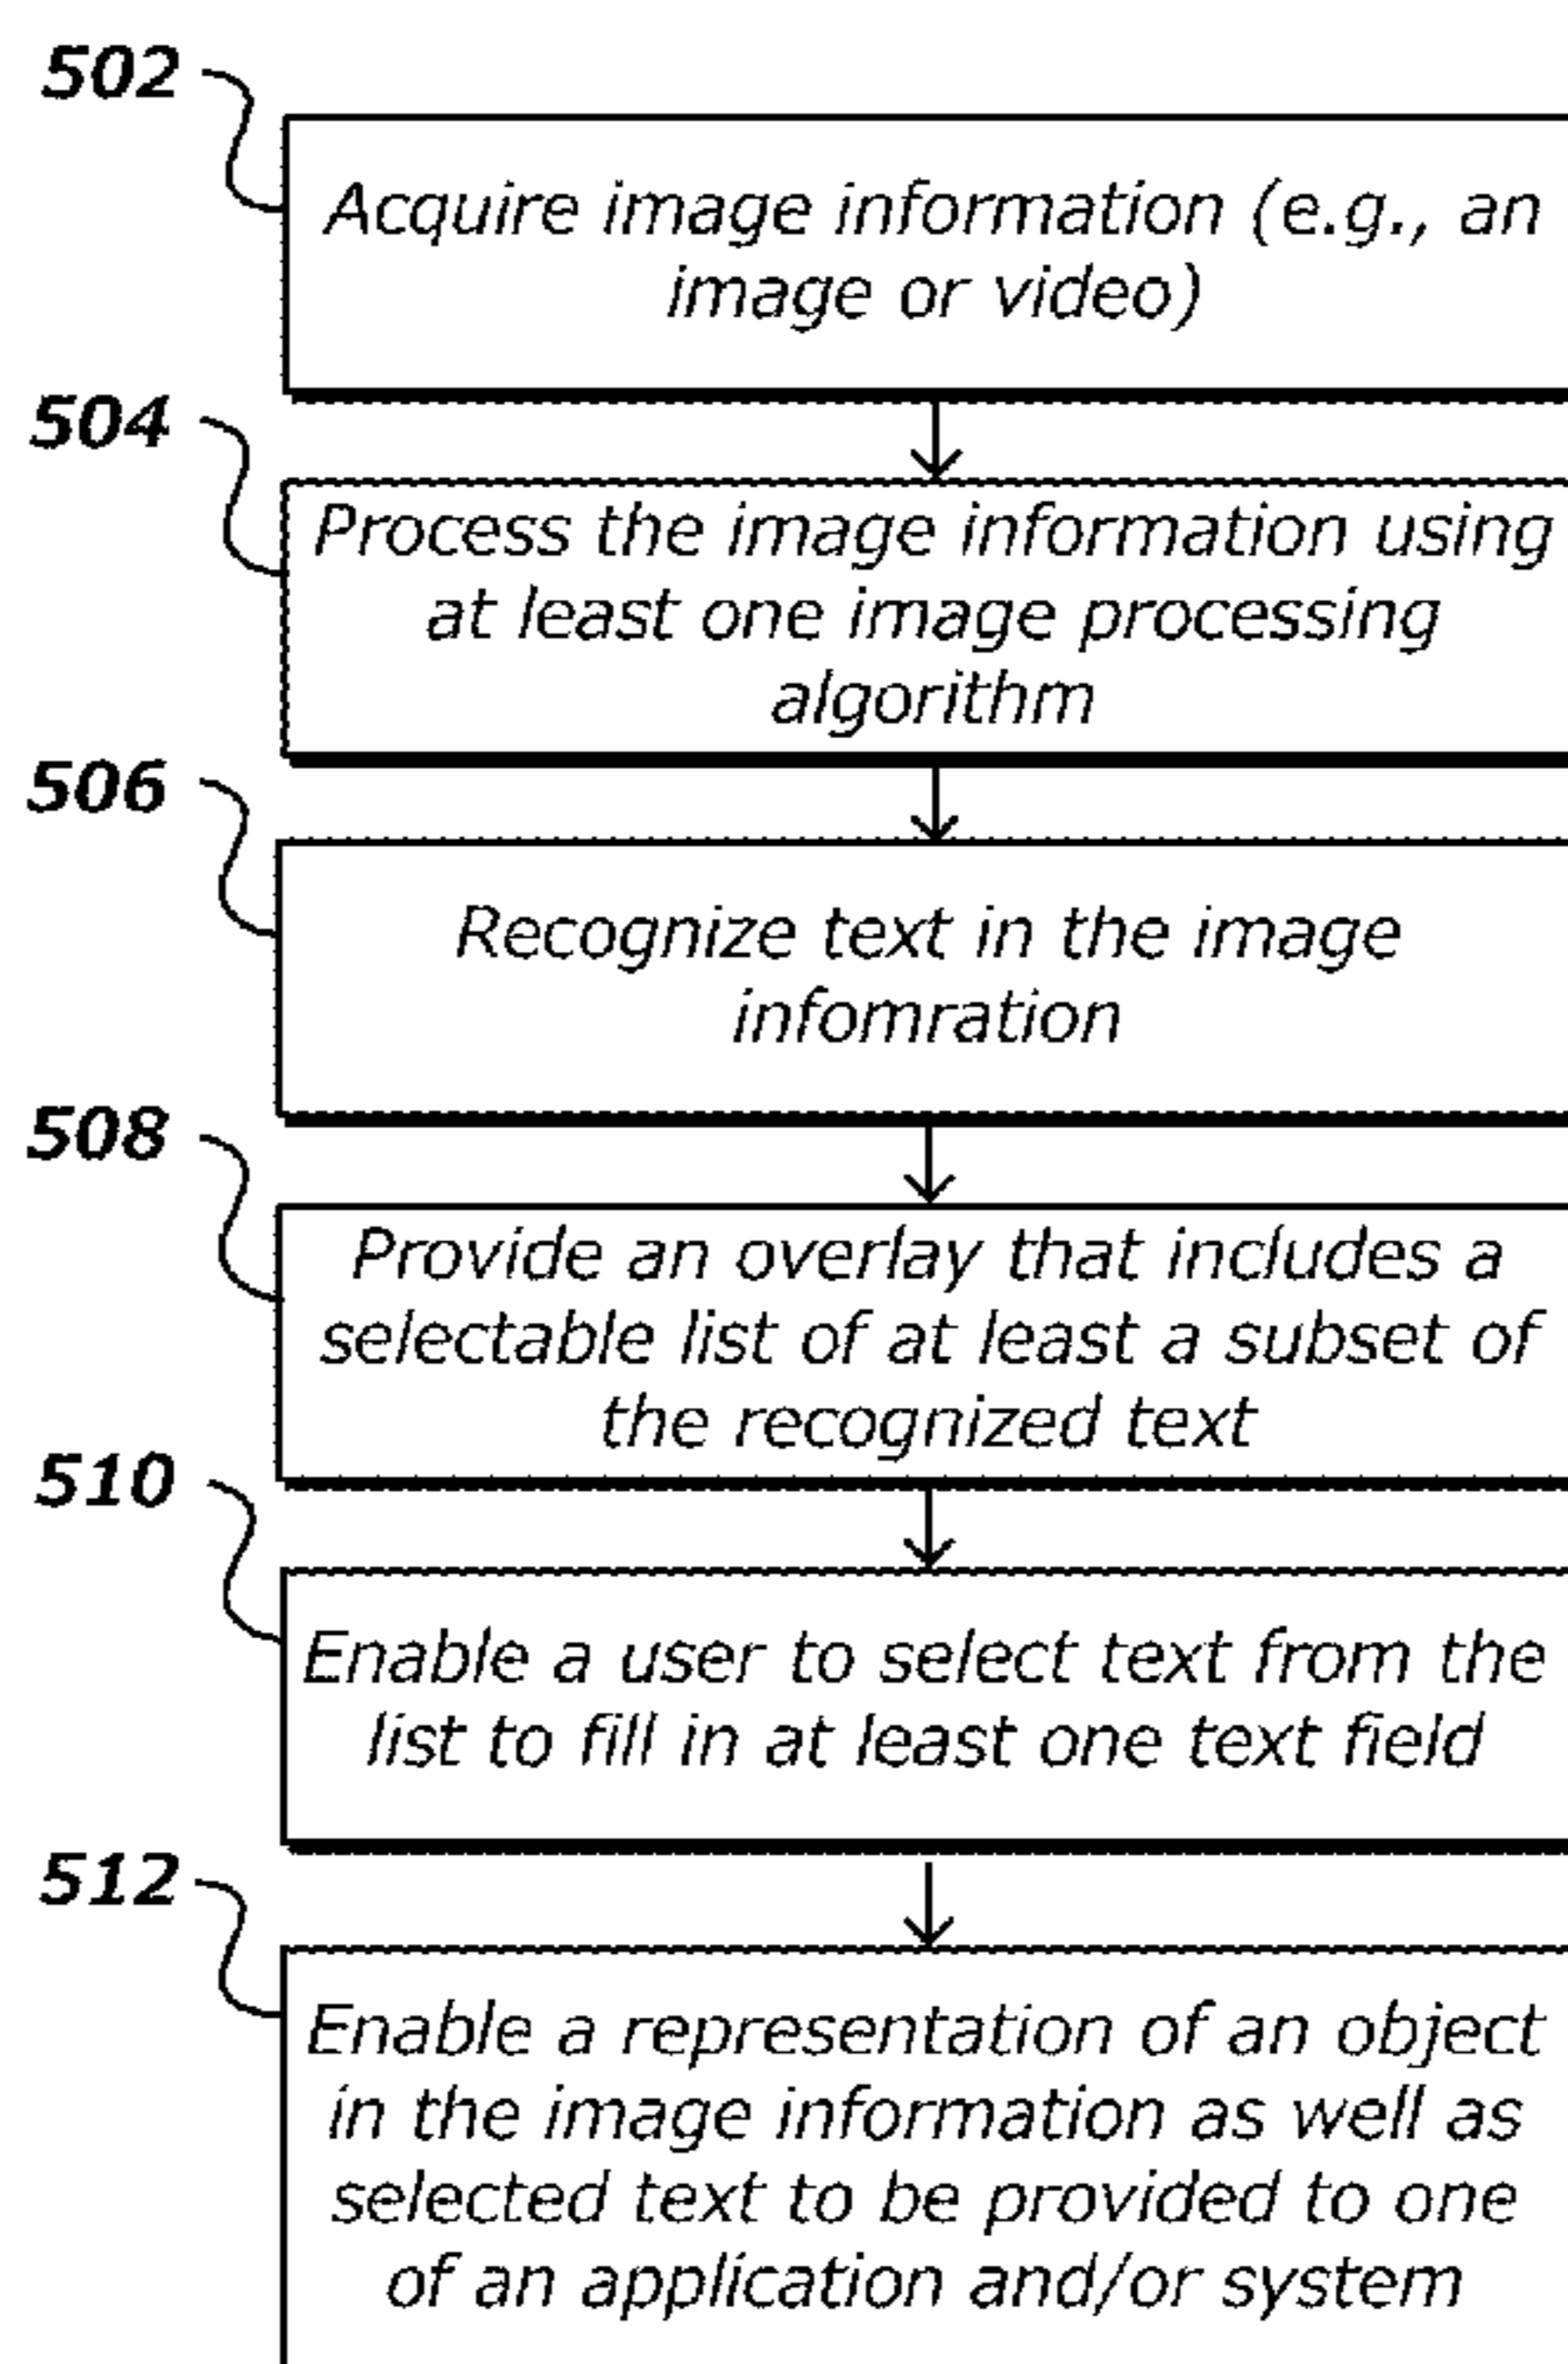 502
Acquire image information (e.g., an
image or video)
504
Process the image information using
at least one image processing
algorithm
506
Recognize text in the image
infomration
508
Provide an overlay that includes a
selectable list of at least a subset of
the recognized text
510
Enable a user to select text from the
list to fill in at least one text field
512
Enable a representation of an object
in the image information as well as
selected text to be provided to one
of an application and/or system